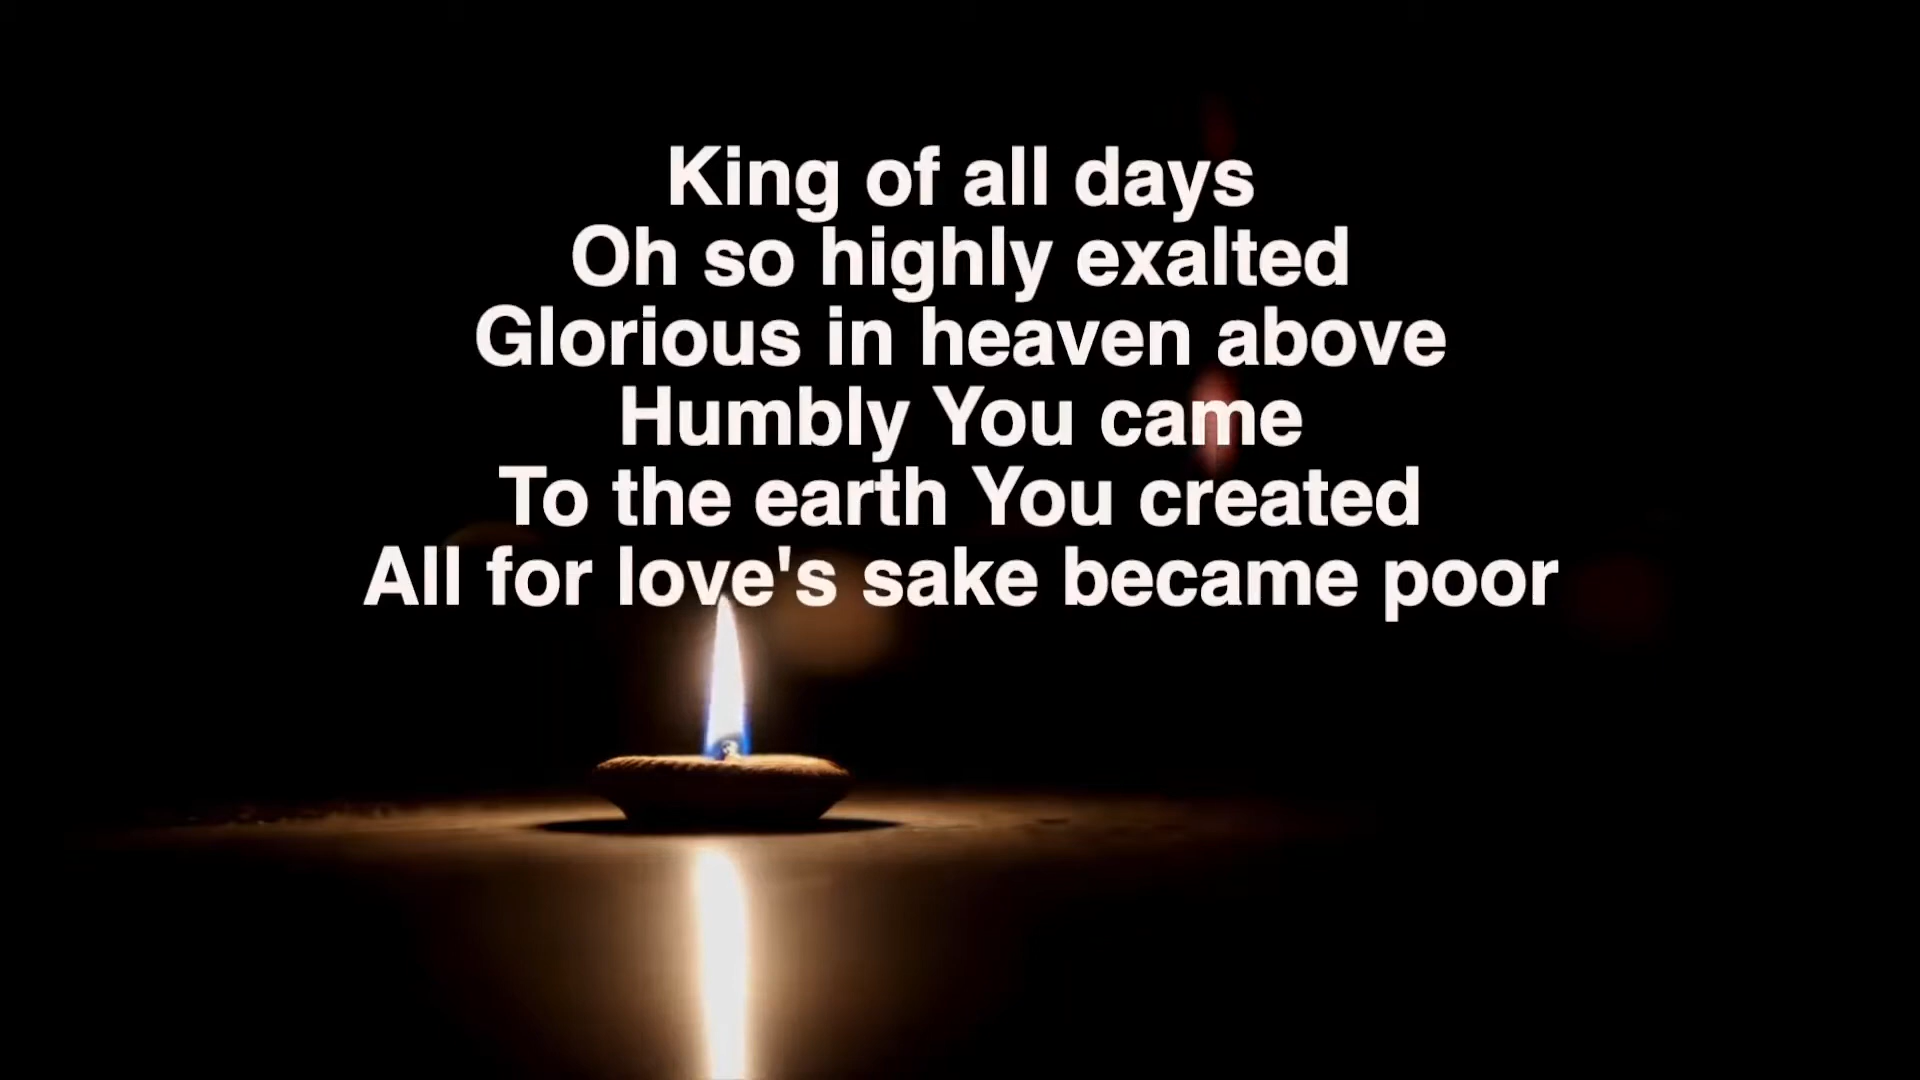 King of all days
Oh so highly exalted
Glorious in heaven above
Humbly You came
To the earth You created
All for love's sake became poor